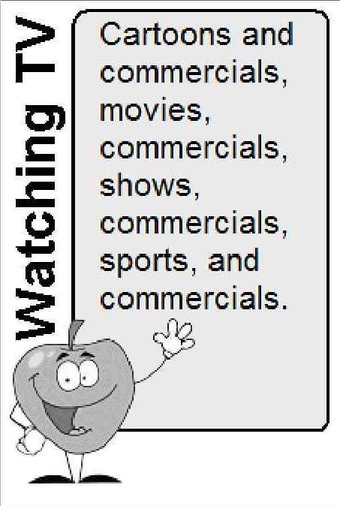 Watching TV
Cartoons and
commercials,
movies,
commercials,
shows,
commercials,
sports, and
commercials.